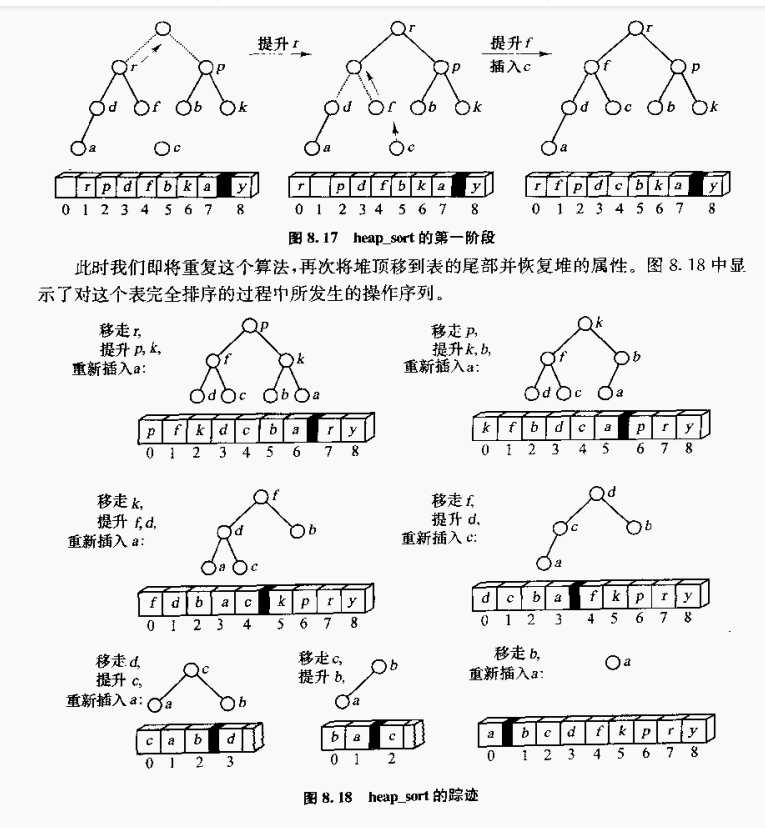 r p r r
提升 r 提升 f
插入 c
r p f p
d f b k d f b k d c b k
a c a c a
r p d f b k a y r p d f b k a y r f p d c b k a y
0 1 2 3 4 5 6 7 8 0 1 2 3 4 5 6 7 8 0 1 2 3 4 5 6 7 8
图 8.17 heap_sort 的第一阶段
此时我们即将重复这个算法,再次将堆顶移到表的尾部并恢复堆的属性。图 8.18 中显
示了对这个表完全排序的过程中所发生的操作序列。
移走 r,
提升 p, k,
重新插入 a:
p
f k
d c b a
p f k d c b a r y
0 1 2 3 4 5 6 7 8
移走 p,
提升 k, b,
重新插入 a:
k
f b
d c a
k f b d c a p r y
0 1 2 3 4 5 6 7 8
移走 k,
提升 f, d,
重新插入 a:
f
d b
a c
f d b a c k p r y
0 1 2 3 4 5 6 7 8
移走 f,
提升 d,
重新插入 c:
d
c b
a
d c b a f k p r y
0 1 2 3 4 5 6 7 8
移走 d,
提升 c,
重新插入 a:
c
a b
c a b d
0 1 2 3
移走 c,
提升 b,
b
a
b a c
0 1 2
移走 b,
重新插入 a:
a
a b c d f k p r y
0 1 2 3 4 5 6 7 8
图 8.18 heap_sort 的踪迹